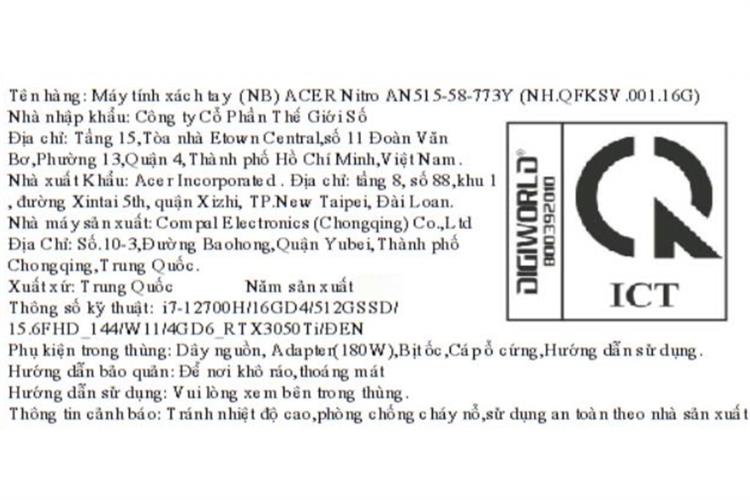 Tên hàng: Máy tính xách tay (NB) ACER Nitro AN515-58-773Y (NH.QFKSV.001.16G)
Nhà nhập khẩu: Công ty Cổ Phần Thế Giới Số
Địa chỉ: Tầng 15,Tòa nhà Etown Central,số 11 Đoàn Văn
Bơ,Phường 13,Quận 4,Thành phố Hồ Chí Minh,Việt Nam.
Nhà xuất Khẩu: Acer Incorporated. Địa chỉ: tầng 8, số 88,khu 1
, đường Xintai 5th, quận Xizhi, TP.New Taipei, Đài Loan.
Nhà máy sản xuất: Compal Electronics (Chongqing) Co.,Ltd
Địa Chỉ: Số.10-3,Đường Baohong,Quận Yubei,Thành phố
Chongqing,Trung Quốc.
Xuất xứ: Trung Quốc Năm sản xuất
Thông số kỹ thuật: i7-12700H/16GD4/512GSSD/
15.6FHD_144/W11/4GD6_RTX3050Ti/ĐEN
Phụ kiện trong thùng: Dây nguồn, Adapter(180W),Bịt ốc,Cáp ổ cứng,Hướng dẫn sử dụng.
Hướng dẫn bảo quản: Để nơi khô ráo,thoáng mát
Hướng dẫn sử dụng: Vui lòng xem bên trong thùng.
Thông tin cảnh báo: Tránh nhiệt độ cao,phòng chống cháy nổ,sử dụng an toàn theo nhà sản xuất
DIGIWORLD®
800392010
ICT